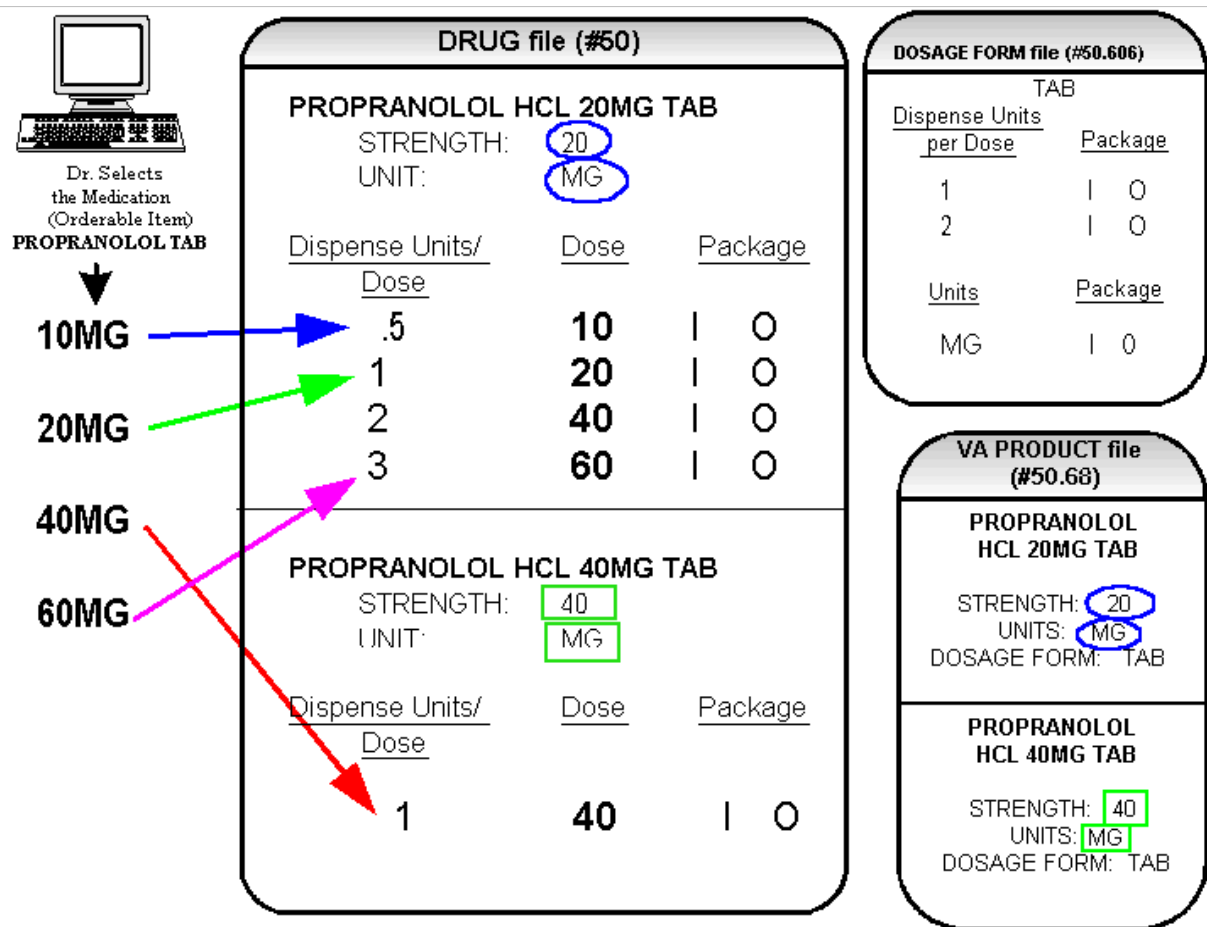 Dr. Selects
the Medication
(Orderable Item)
PROPRANOLOL TAB
10MG
20MG
40MG
60MG
DRUG file (#50)
PROPRANOLOL HCL 20MG TAB
STRENGTH: 20
UNIT: MG
Dispense Units/ Dose Package
Dose
.5 10 I O
1 20 I O
2 40 I O
3 60 I O
PROPRANOLOL HCL 40MG TAB
STRENGTH: 40
UNIT: MG
Dispense Units/ Dose Package
Dose
1 40 I O
DOSAGE FORM file (#50.606)
TAB
Dispense Units
per Dose Package
1 I O
2 I O
Units Package
MG I 0
VA PRODUCT file
(#50.68)
PROPRANOLOL
HCL 20MG TAB
STRENGTH: 20
UNITS: MG
DOSAGE FORM: TAB
PROPRANOLOL
HCL 40MG TAB
STRENGTH: 40
UNITS: MG
DOSAGE FORM: TAB